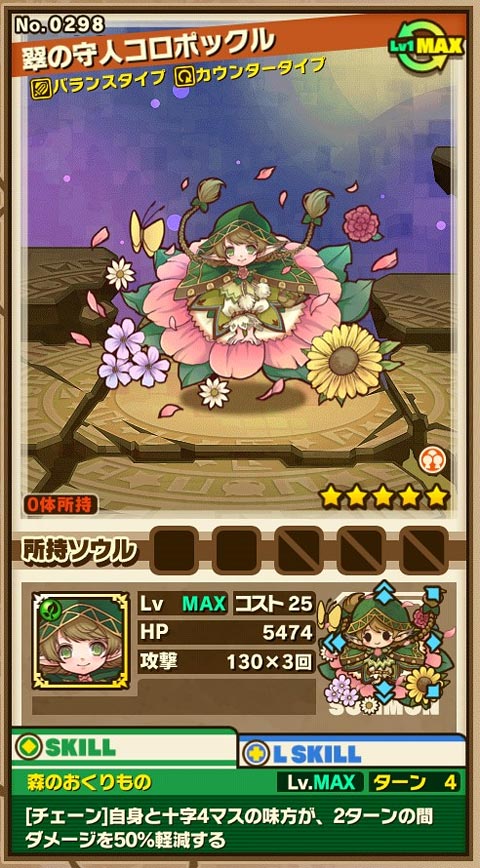 No.0298
翠の守人コロポックル
Lv1 MAX
バランスタイプ カウンタータイプ
0体所持
所持ソウル
Lv MAX コスト 25
HP 5474
攻撃 130×3回
SUMMON
SKILL
L SKILL
森のおくりもの Lv.MAX ターン 4
[チェーン]自身と十字4マスの味方が、2ターンの間
ダメージを50%軽減する